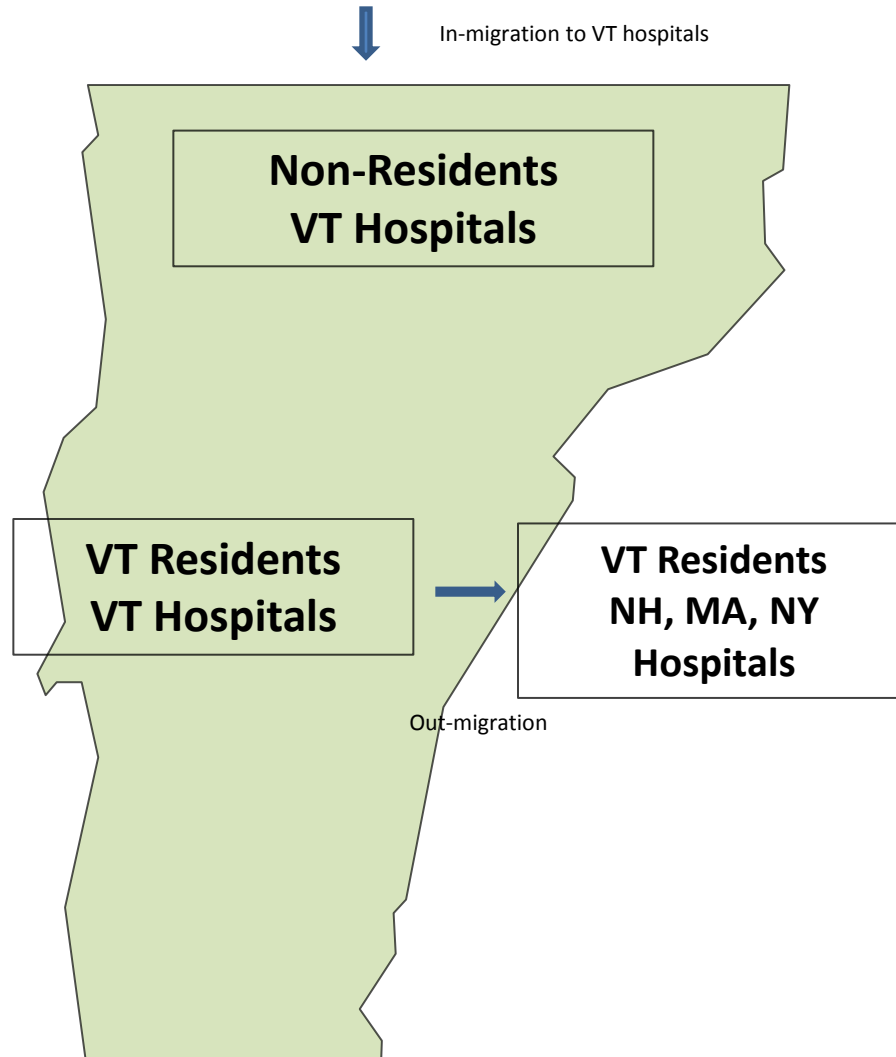 In-migration to VT hospitals
Non-Residents
VT Hospitals
VT Residents
VT Hospitals
VT Residents
NH, MA, NY
Hospitals
Out-migration